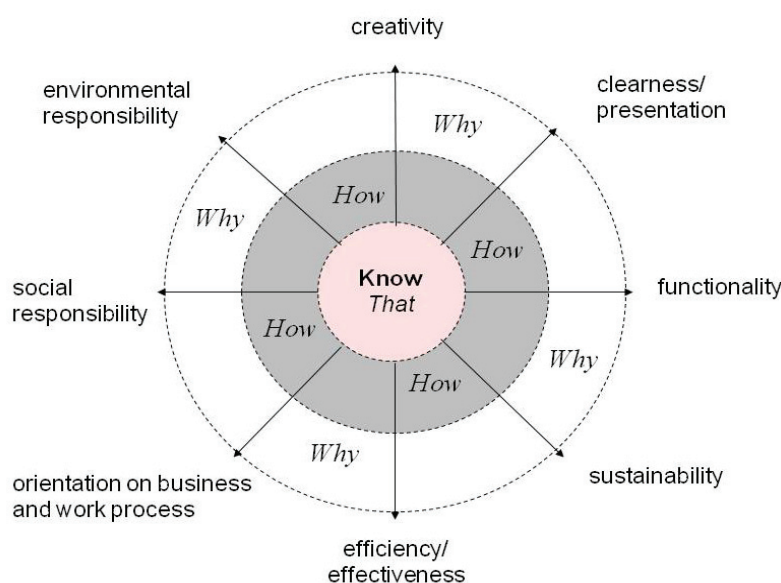 creativity
environmental
responsibility
clearness/
presentation
Why
How
Why
How
Know
That
social
responsibility
functionality
How
Why
How
Why
orientation on business
and work process
sustainability
efficiency/
effectiveness